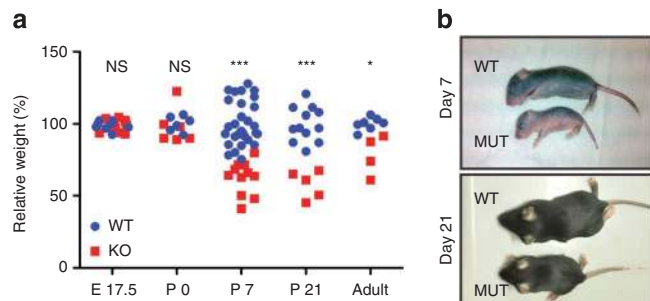 a
Relative weight (%)
150
100
50
0
NS
NS
***
***
*
WT
KO
E 17.5
P 0
P 7
P 21
Adult
b
Day 7
WT
MUT
Day 21
WT
MUT